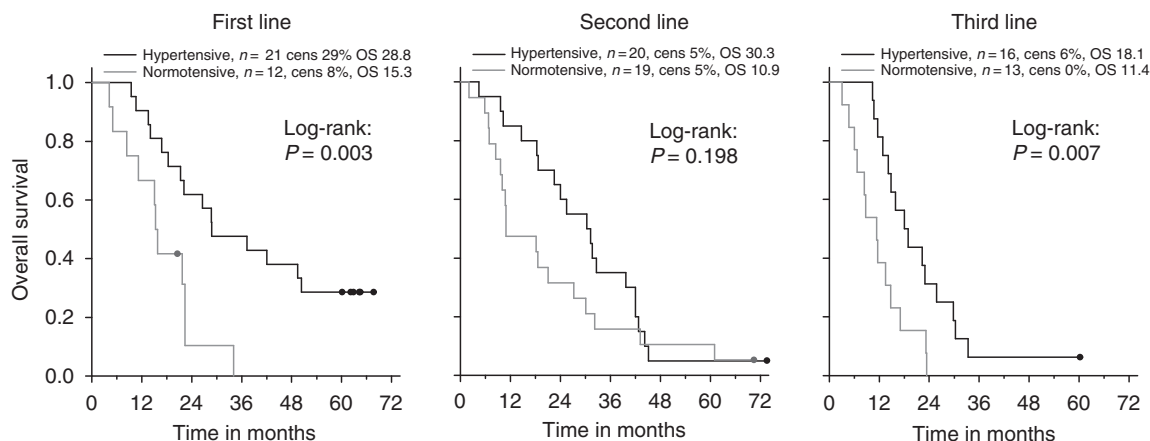 First line
Hypertensive, n = 21 cens 29% OS 28.8
Normotensive, n = 12, cens 8%, OS 15.3
Log-rank:
P = 0.003
Overall survival
1.0
0.8
0.6
0.4
0.2
0.0
0 12 24 36 48 60 72
Time in months
Second line
Hypertensive, n = 20, cens 5%, OS 30.3
Normotensive, n = 19, cens 5%, OS 10.9
Log-rank:
P = 0.198
0 12 24 36 48 60 72
Time in months
Third line
Hypertensive, n = 16, cens 6%, OS 18.1
Normotensive, n = 13, cens 0%, OS 11.4
Log-rank:
P = 0.007
0 12 24 36 48 60 72
Time in months